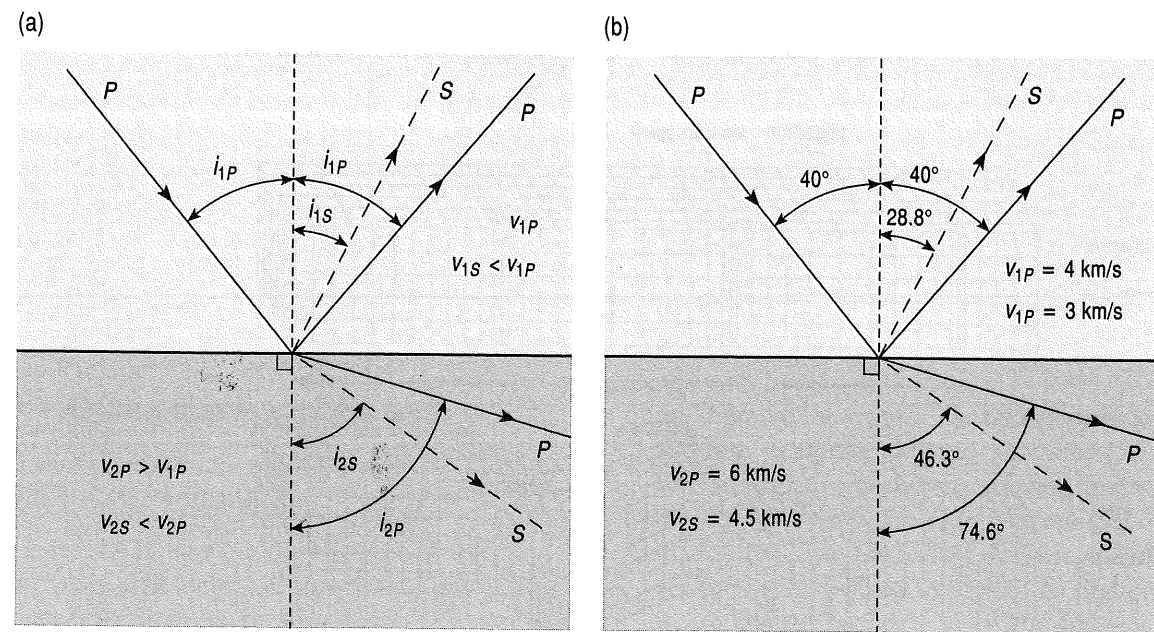 (a)
P
S
P
i1P
i1P
i1S
v1P
v1S < v1P
v2P > v1P
v2S < v2P
i2S
i2P
P
S
(b)
P
S
P
40°
40°
28.8°
v1P = 4 km/s
v1P = 3 km/s
v2P = 6 km/s
v2S = 4.5 km/s
46.3°
74.6°
P
S